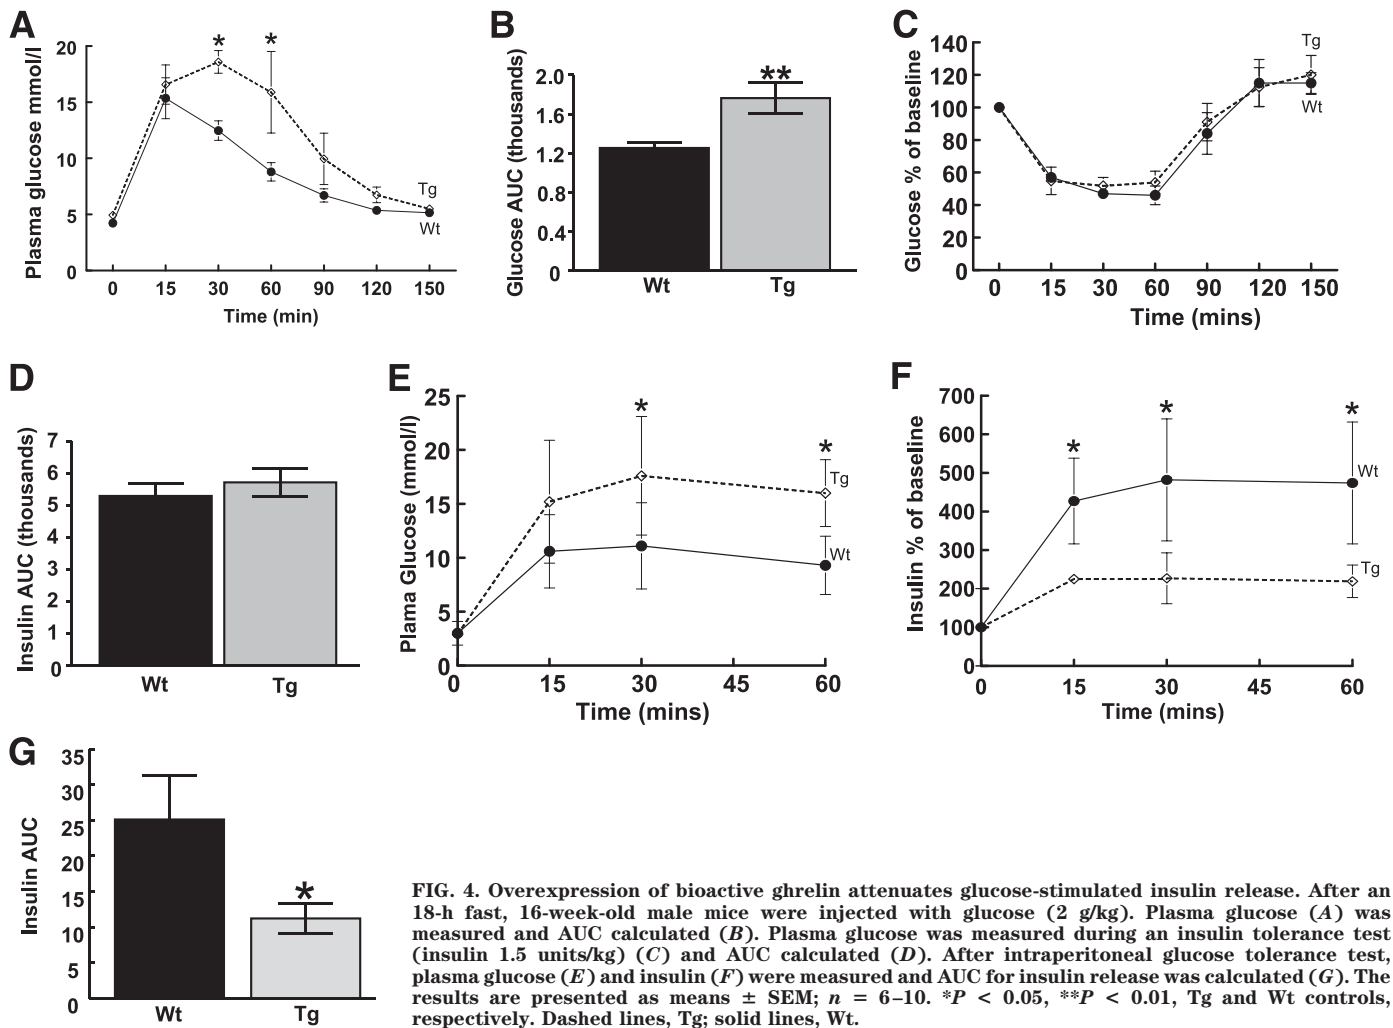 A
Plasma glucose mmol/l
20
15
10
5
0
* *
Tg
Wt
0 15 30 60 90 120 150
Time (min)
B
Glucose AUC (thousands)
2.0
1.6
1.2
0.8
0.4
0
**
Wt Tg
C
Glucose % of baseline
140
120
100
80
60
40
20
0
Tg
Wt
0 15 30 60 90 120 150
Time (mins)
D
Insulin AUC (thousands)
7
6
5
4
3
2
1
0
Wt Tg
E
Plama Glucose (mmol/l)
25
20
15
10
5
0
* *
Tg
Wt
0 15 30 45 60
Time (mins)
F
Insulin % of baseline
700
600
500
400
300
200
100
0
* * *
Wt
Tg
0 15 30 45 60
Time (mins)
G
Insulin AUC
35
30
25
20
15
10
5
0
*
Wt Tg
FIG. 4. Overexpression of bioactive ghrelin attenuates glucose-stimulated insulin release. After an
18-h fast, 16-week-old male mice were injected with glucose (2 g/kg). Plasma glucose (A) was
measured and AUC calculated (B). Plasma glucose was measured during an insulin tolerance test
(insulin 1.5 units/kg) (C) and AUC calculated (D). After intraperitoneal glucose tolerance test,
plasma glucose (E) and insulin (F) were measured and AUC for insulin release was calculated (G). The
results are presented as means ± SEM; n = 6–10. *P < 0.05, **P < 0.01, Tg and Wt controls,
respectively. Dashed lines, Tg; solid lines, Wt.